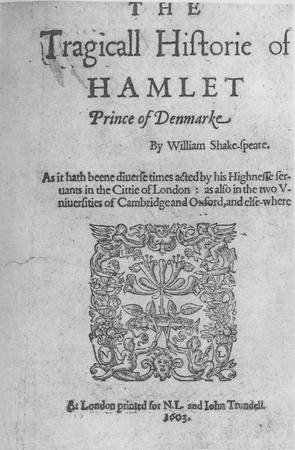 THE
Tragicall Historie of
HAMLET
Prince of Denmarke
By William Shake-speare.
As it hath beene diuerse times acted by his Highnesse ser-
uants in the Cittie of London : as also in the two V-
niuersities of Cambridge and Oxford, and else-where
N L
At London printed for N.L. and Iohn Trundell.
1603.